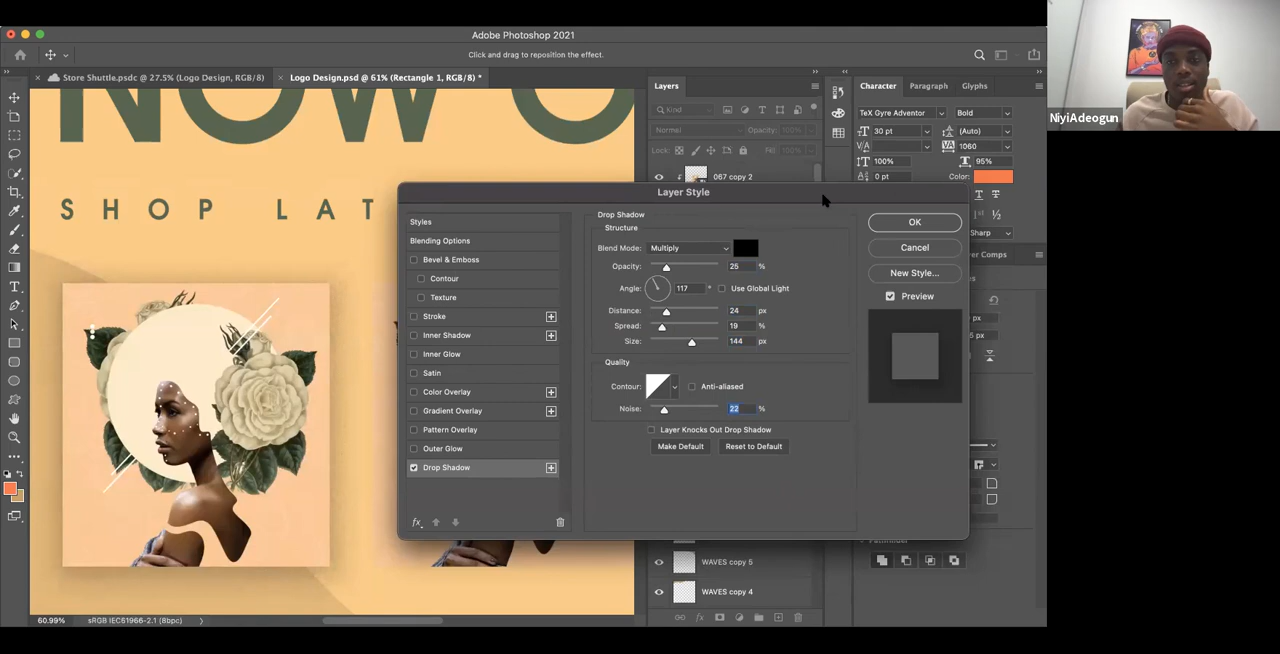 Adobe Photoshop 2021
Click and drag to reposition the effect.
Store Shuttle.psdc @ 27.5% (Logo Design, RGB/8)
Logo Design.psd @ 61% (Rectangle 1, RGB/8) *
NOW O
SHOP LAT
60.99%
sRGB IEC61966-2.1 (8bpc)
Layers
Kind
Normal
Opacity: 100%
Lock:
067 copy 2
WAVES copy 5
WAVES copy 4
Layer Style
Styles
Blending Options
Bevel & Emboss
Contour
Texture
Stroke
Inner Shadow
Inner Glow
Satin
Color Overlay
Gradient Overlay
Pattern Overlay
Outer Glow
Drop Shadow
fx
Drop Shadow
Structure
Blend Mode: Multiply
Opacity: 25 %
Angle: 117 ° Use Global Light
Distance: 24 px
Spread: 19 %
Size: 144 px
Quality
Contour: Anti-aliased
Noise: 22 %
Layer Knocks Out Drop Shadow
Make Default Reset to Default
OK
Cancel
New Style...
Preview
Character Paragraph Glyphs
TeX Gyre Adventor Bold
30 pt (Auto)
1060
100% 95%
0 pt Color:
Sharp
er Comps
px
5 px
NiyiAdeogun